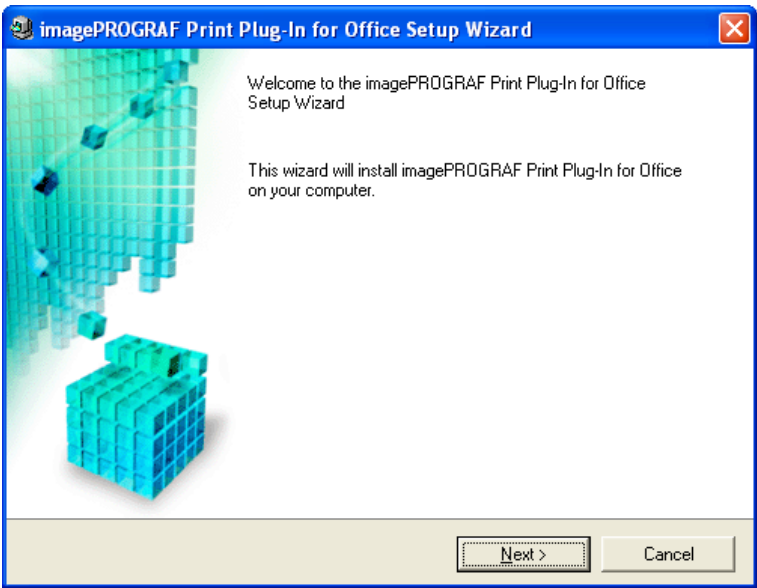 imagePROGRAF Print Plug-In for Office Setup Wizard
Welcome to the imagePROGRAF Print Plug-In for Office
Setup Wizard
This wizard will install imagePROGRAF Print Plug-In for Office
on your computer.
Next >
Cancel